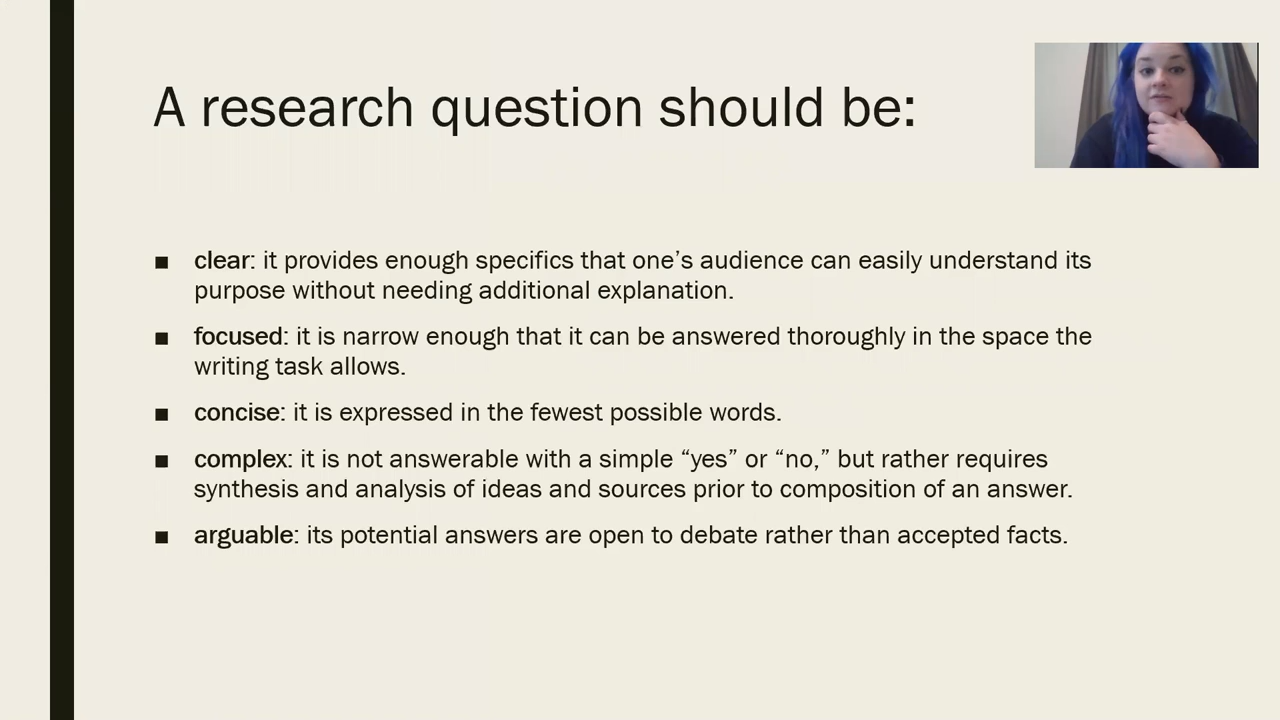 A research question should be:
■ clear: it provides enough specifics that one’s audience can easily understand its
purpose without needing additional explanation.
■ focused: it is narrow enough that it can be answered thoroughly in the space the
writing task allows.
■ concise: it is expressed in the fewest possible words.
■ complex: it is not answerable with a simple “yes” or “no,” but rather requires
synthesis and analysis of ideas and sources prior to composition of an answer.
■ arguable: its potential answers are open to debate rather than accepted facts.